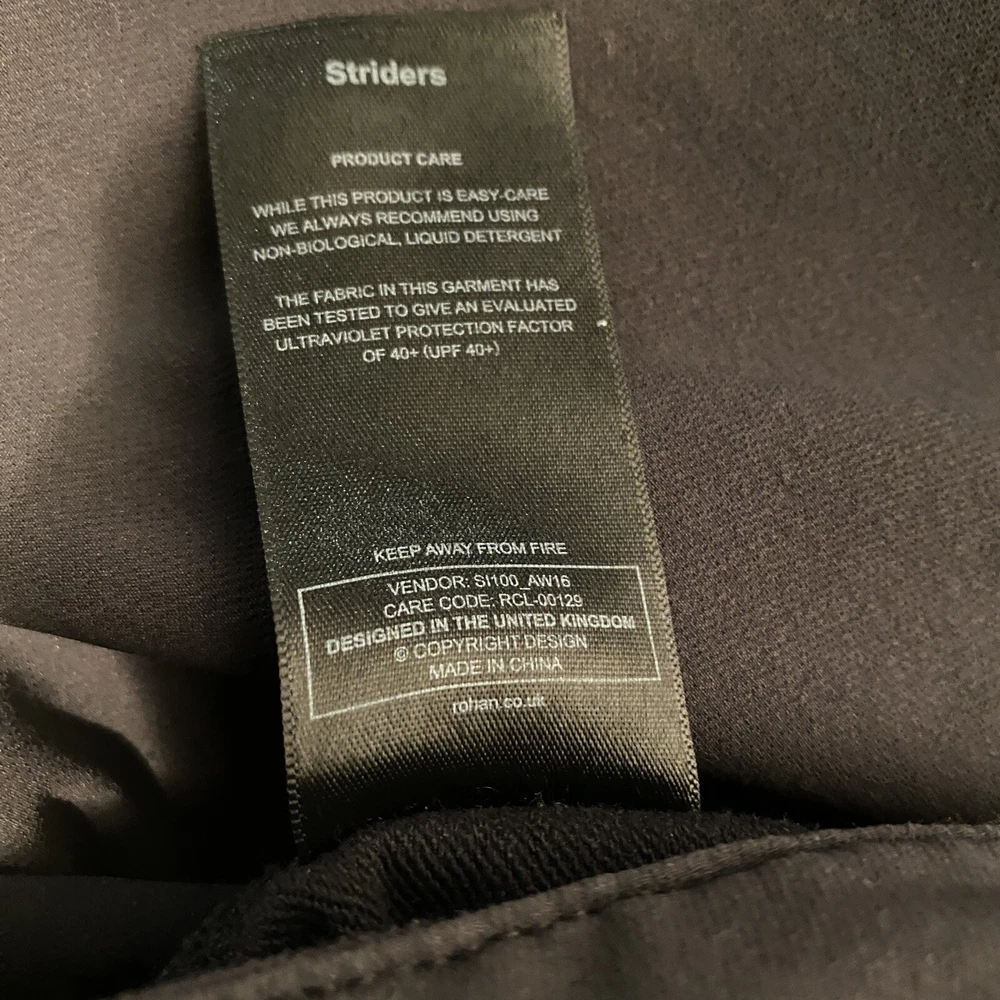 Striders
PRODUCT CARE
WHILE THIS PRODUCT IS EASY-CARE
WE ALWAYS RECOMMEND USING
NON-BIOLOGICAL, LIQUID DETERGENT
THE FABRIC IN THIS GARMENT HAS
BEEN TESTED TO GIVE AN EVALUATED
ULTRAVIOLET PROTECTION FACTOR
OF 40+ (UPF 40+)
KEEP AWAY FROM FIRE
VENDOR: SI100_AW16
CARE CODE: RCL-00129
DESIGNED IN THE UNITED KINGDOM
© COPYRIGHT DESIGN
MADE IN CHINA
rohan.co.uk